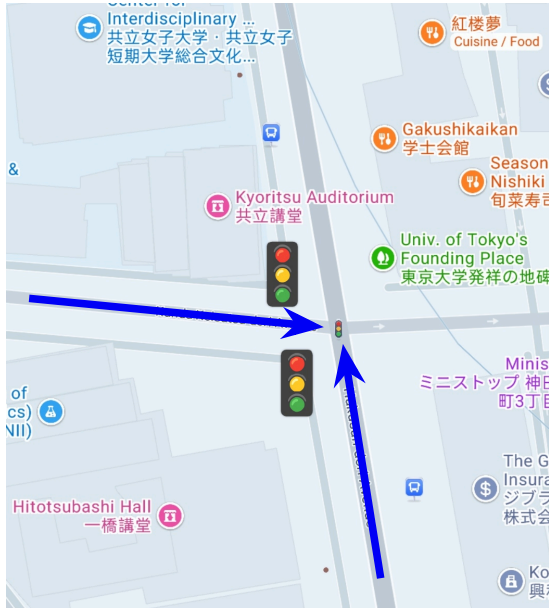 Center for
Interdisciplinary ...
共立女子大学・共立女子
短期大学総合文化...
紅楼夢
Cuisine / Food
Gakushikaikan
学士会館
Season
Nishiki
旬菜寿司
&
Kyoritsu Auditorium
共立講堂
Univ. of Tokyo's
Founding Place
東京大学発祥の地碑
Minis
ミニストップ 神田
町3丁目
of
cs)
NII)
The G
Insura
ジブラ
株式会
Hitotsubashi Hall
一橋講堂
Ko
興和